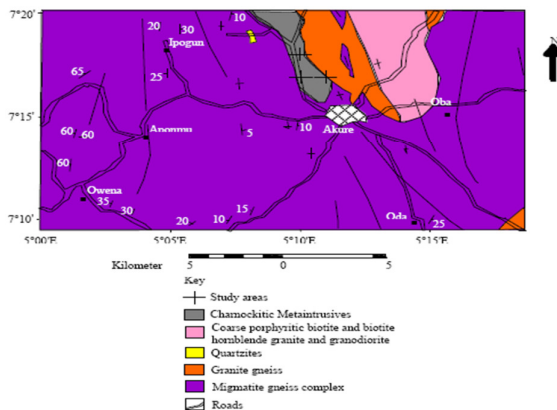 7°20'
7°15'
7°10'
10
20
30
Ipogun
25
65
60
60
60
Aponmu
5
10
Akure
Oba
Owena
35
30
20
10
15
Oda
25
5°00'E
5°05'E
5°10'E
5°15'E
N
Kilometer
5
0
5
Key
Study areas
Charnockitic Metaintrusives
Coarse porphyritic biotite and biotite
hornblende granite and granodiorite
Quartzites
Granite gneiss
Migmatite gneiss complex
Roads